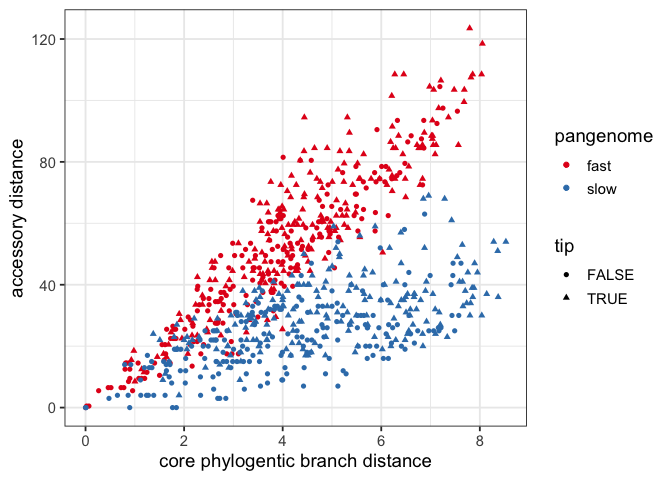 120
80
40
0
0
2
4
6
8
accessory distance
core phylogentic branch distance
pangenome
fast
slow
tip
FALSE
TRUE